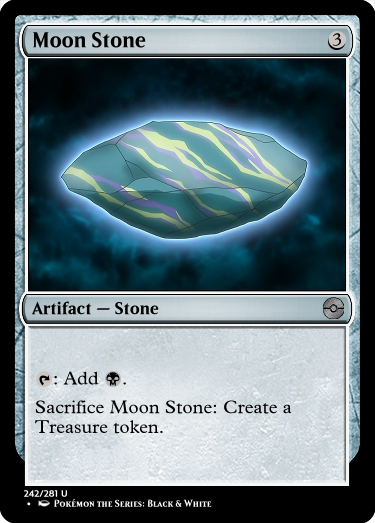 Moon Stone 3
Artifact — Stone
: Add .
Sacrifice Moon Stone: Create a
Treasure token.
242/281 U
• Pokémon the Series: Black & White